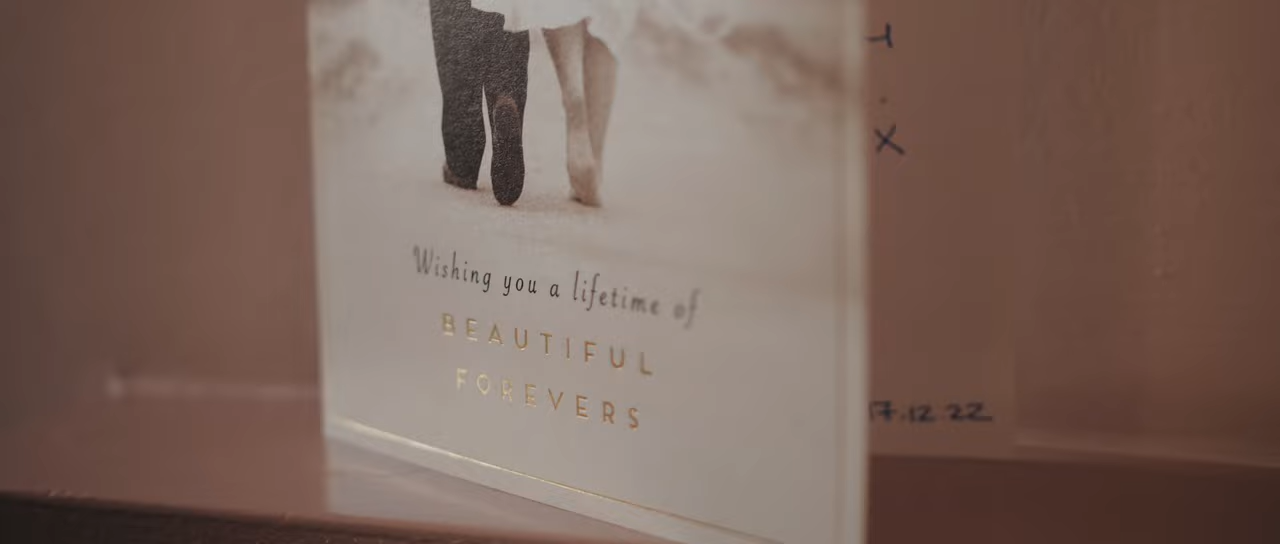 Wishing you a lifetime of
BEAUTIFUL
FOREVERS
X
17.12.22